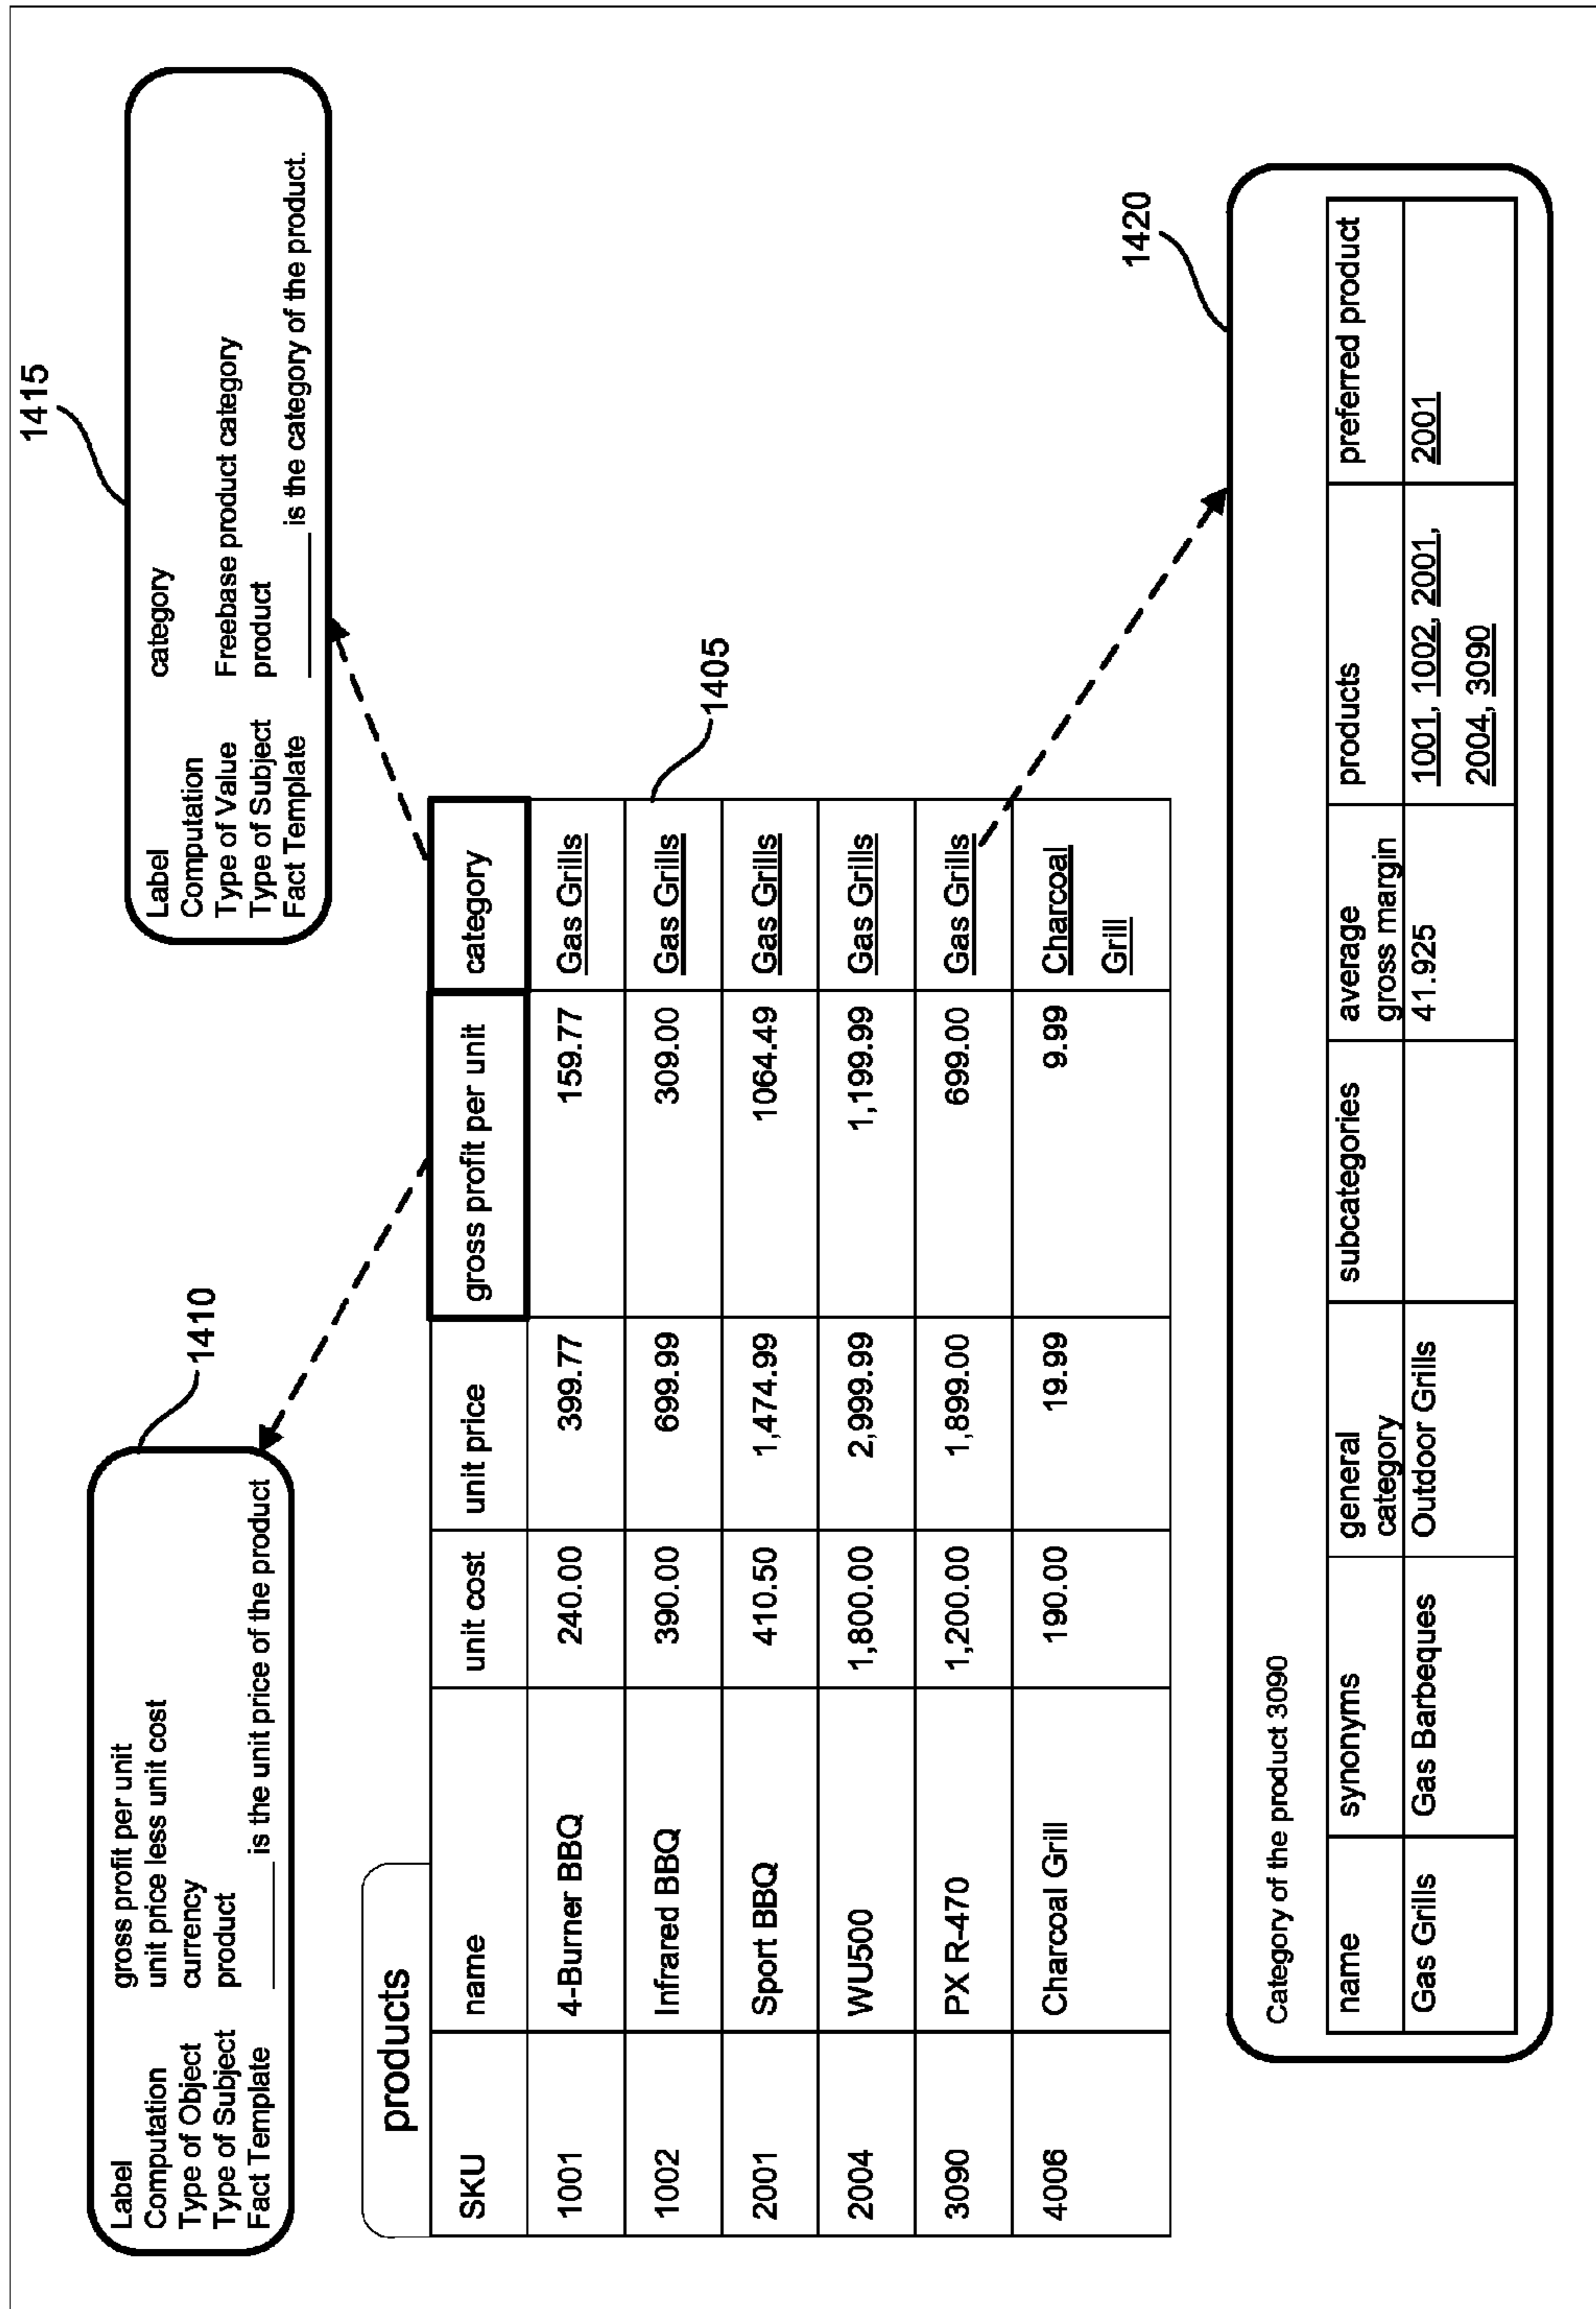 1410
Label gross profit per unit
Computation unit price less unit cost
Type of Object currency
Type of Subject product
Fact Template ______ is the unit price of the product
1415
Label category
Computation
Type of Value Freebase product category
Type of Subject product
Fact Template ______ is the category of the product.
products
SKU name unit cost unit price gross profit per unit category
1001 4-Burner BBQ 240.00 399.77 159.77 Gas Grills
1002 Infrared BBQ 390.00 699.99 309.00 Gas Grills
2001 Sport BBQ 410.50 1,474.99 1064.49 Gas Grills
2004 WU500 1,800.00 2,999.99 1,199.99 Gas Grills
3090 PX R-470 1,200.00 1,899.00 699.00 Gas Grills
4006 Charcoal Grill 190.00 19.99 9.99 Charcoal
Grill
1405
1420
Category of the product 3090
name synonyms general subcategories average products preferred product
category gross margin
Gas Grills Gas Barbeques Outdoor Grills 41.925 1001, 1002, 2001, 2001
2004, 3090